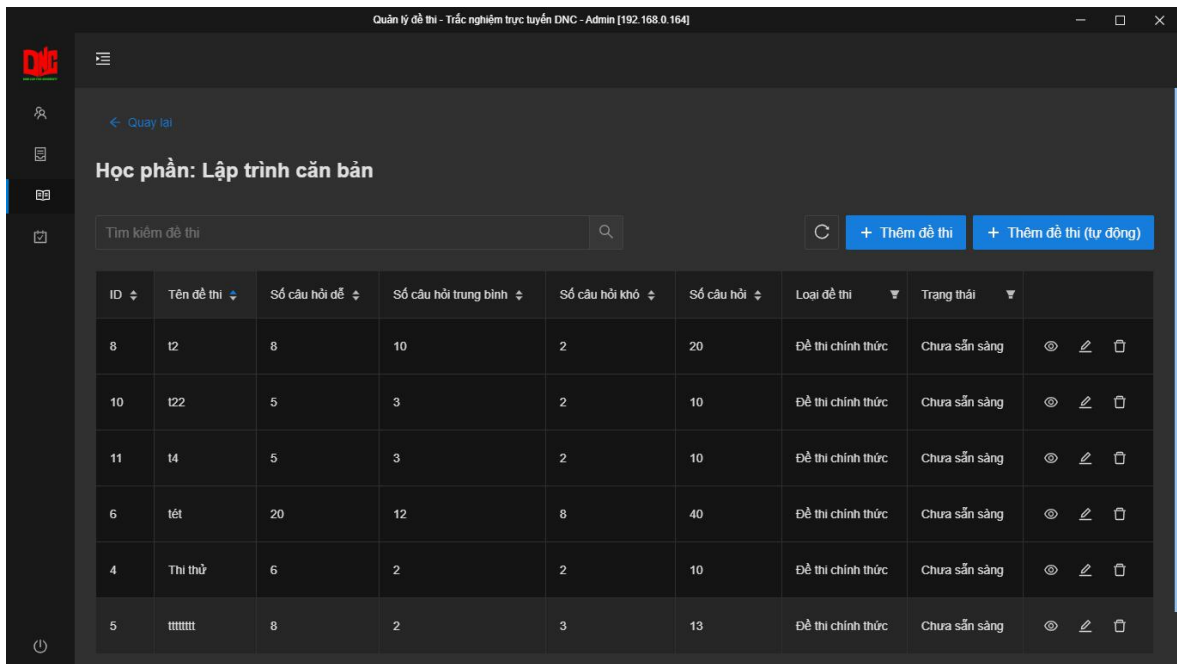 Quản lý đề thi - Trắc nghiệm trực tuyến DNC - Admin [192.168.0.164]
DNC
Quay lại
Học phần: Lập trình căn bản
Tìm kiếm đề thi
+ Thêm đề thi + Thêm đề thi (tự động)
ID Tên đề thi Số câu hỏi dễ Số câu hỏi trung bình Số câu hỏi khó Số câu hỏi Loại đề thi Trạng thái
8 t2 8 10 2 20 Đề thi chính thức Chưa sẵn sàng
10 t22 5 3 2 10 Đề thi chính thức Chưa sẵn sàng
11 t4 5 3 2 10 Đề thi chính thức Chưa sẵn sàng
6 tét 20 12 8 40 Đề thi chính thức Chưa sẵn sàng
4 Thi thử 6 2 2 10 Đề thi chính thức Chưa sẵn sàng
5 tttttttt 8 2 3 13 Đề thi chính thức Chưa sẵn sàng